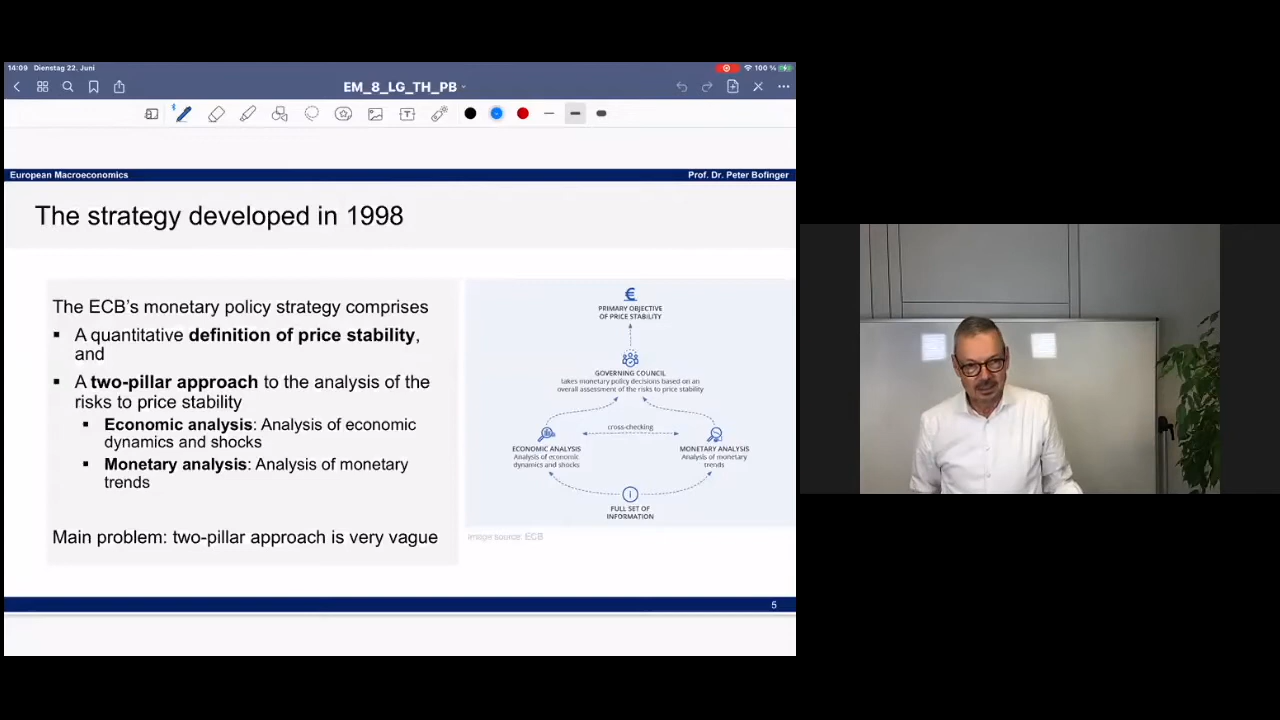 14:09 Dienstag 22. Juni
100 %
EM_8_LG_TH_PB
European Macroeconomics
Prof. Dr. Peter Bofinger
The strategy developed in 1998
The ECB's monetary policy strategy comprises
▪ A quantitative definition of price stability,
and
▪ A two-pillar approach to the analysis of the
risks to price stability
▪ Economic analysis: Analysis of economic
dynamics and shocks
▪ Monetary analysis: Analysis of monetary
trends
Main problem: two-pillar approach is very vague
€
PRIMARY OBJECTIVE
OF PRICE STABILITY
GOVERNING COUNCIL
takes monetary policy decisions based on an
overall assessment of the risks to price stability
cross-checking
ECONOMIC ANALYSIS
Analysis of economic
dynamics and shocks
MONETARY ANALYSIS
Analysis of monetary
trends
i
FULL SET OF
INFORMATION
Image source: ECB
5